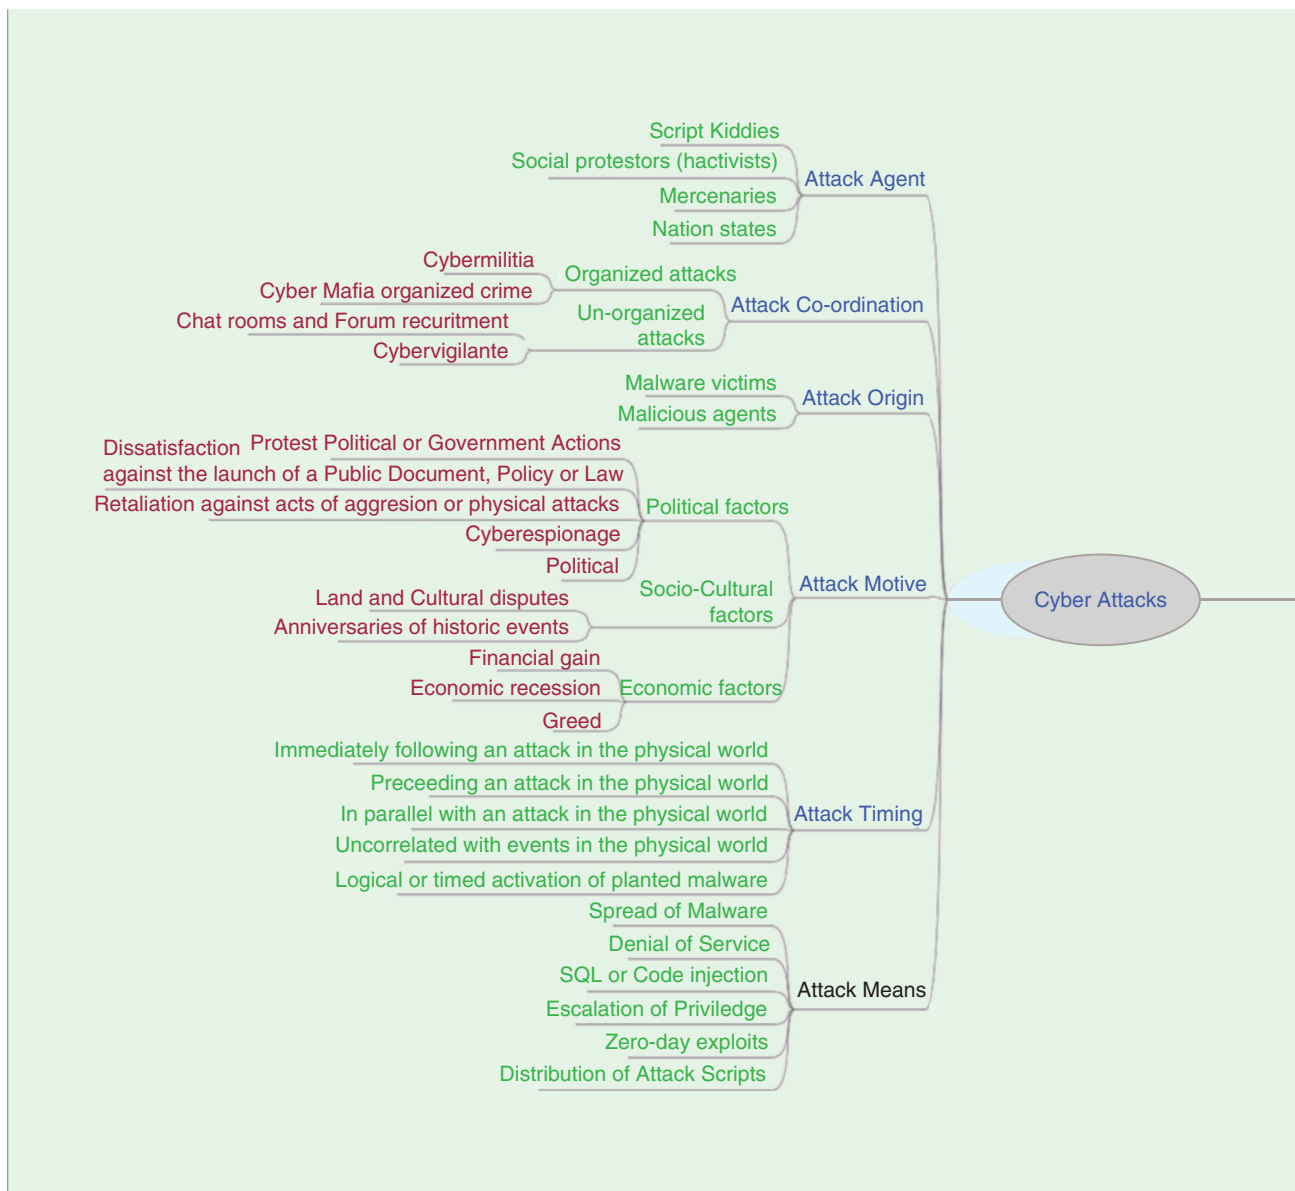 Script Kiddies
Social protestors (hactivists)
Attack Agent
Mercenaries
Nation states
Cybermilitia
Organized attacks
Cyber Mafia organized crime
Attack Co-ordination
Chat rooms and Forum recuritment
Un-organized
attacks
Cybervigilante
Malware victims
Attack Origin
Malicious agents
Protest Political or Government Actions
Dissatisfaction
against the launch of a Public Document, Policy or Law
Retaliation against acts of aggresion or physical attacks
Political factors
Cyberespionage
Political
Attack Motive
Socio-Cultural
factors
Land and Cultural disputes
Anniversaries of historic events
Cyber Attacks
Financial gain
Economic recession
Economic factors
Greed
Immediately following an attack in the physical world
Preceeding an attack in the physical world
In parallel with an attack in the physical world
Attack Timing
Uncorrelated with events in the physical world
Logical or timed activation of planted malware
Spread of Malware
Denial of Service
SQL or Code injection
Attack Means
Escalation of Priviledge
Zero-day exploits
Distribution of Attack Scripts